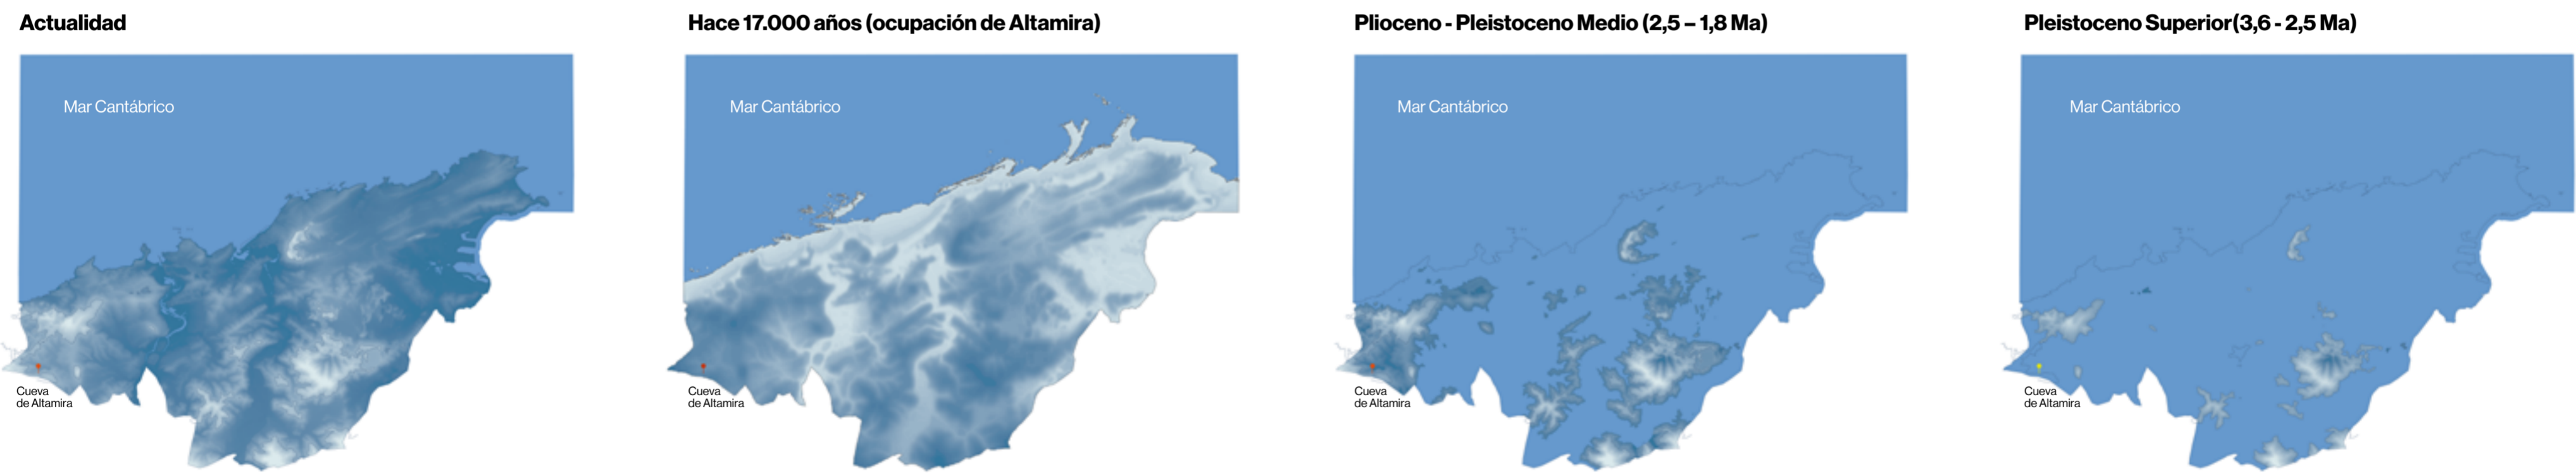 Actualidad
Hace 17.000 años (ocupación de Altamira)
Plioceno - Pleistoceno Medio (2,5 – 1,8 Ma)
Pleistoceno Superior(3,6 - 2,5 Ma)
Mar Cantábrico
Mar Cantábrico
Mar Cantábrico
Mar Cantábrico
Cueva
de Altamira
Cueva
de Altamira
Cueva
de Altamira
Cueva
de Altamira